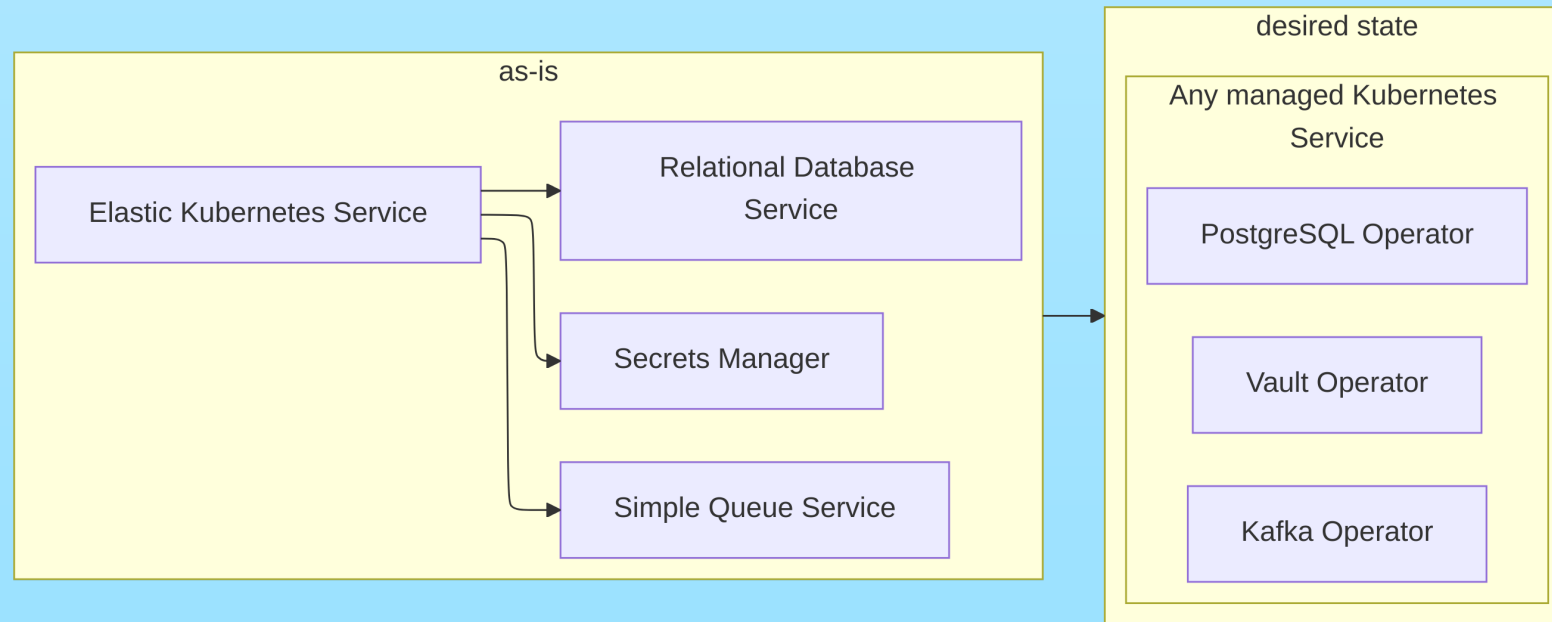 as-is
Elastic Kubernetes Service
Relational Database
Service
Secrets Manager
Simple Queue Service
desired state
Any managed Kubernetes
Service
PostgreSQL Operator
Vault Operator
Kafka Operator